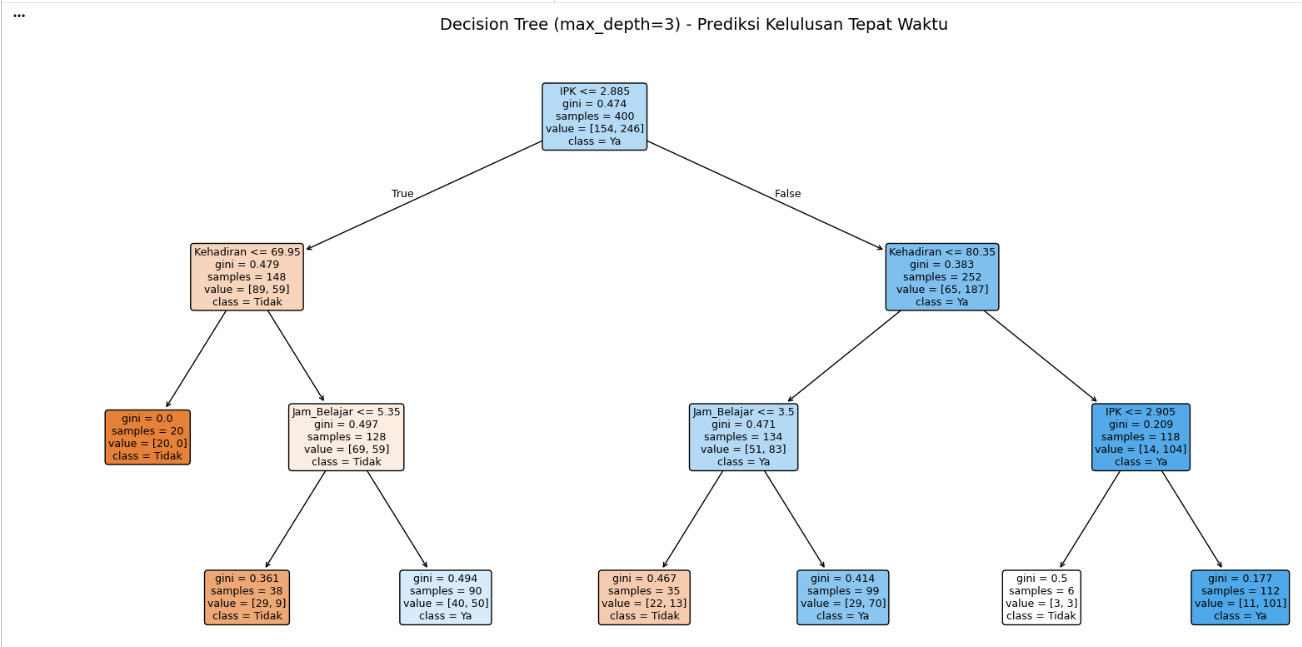 ...
Decision Tree (max_depth=3) - Prediksi Kelulusan Tepat Waktu
IPK <= 2.885
gini = 0.474
samples = 400
value = [154, 246]
class = Ya
True
False
Kehadiran <= 69.95
gini = 0.479
samples = 148
value = [89, 59]
class = Tidak
Kehadiran <= 80.35
gini = 0.383
samples = 252
value = [65, 187]
class = Ya
gini = 0.0
samples = 20
value = [20, 0]
class = Tidak
Jam_Belajar <= 5.35
gini = 0.497
samples = 128
value = [69, 59]
class = Tidak
Jam_Belajar <= 3.5
gini = 0.471
samples = 134
value = [51, 83]
class = Ya
IPK <= 2.905
gini = 0.209
samples = 118
value = [14, 104]
class = Ya
gini = 0.361
samples = 38
value = [29, 9]
class = Tidak
gini = 0.494
samples = 90
value = [40, 50]
class = Ya
gini = 0.467
samples = 35
value = [22, 13]
class = Tidak
gini = 0.414
samples = 99
value = [29, 70]
class = Ya
gini = 0.5
samples = 6
value = [3, 3]
class = Tidak
gini = 0.177
samples = 112
value = [11, 101]
class = Ya